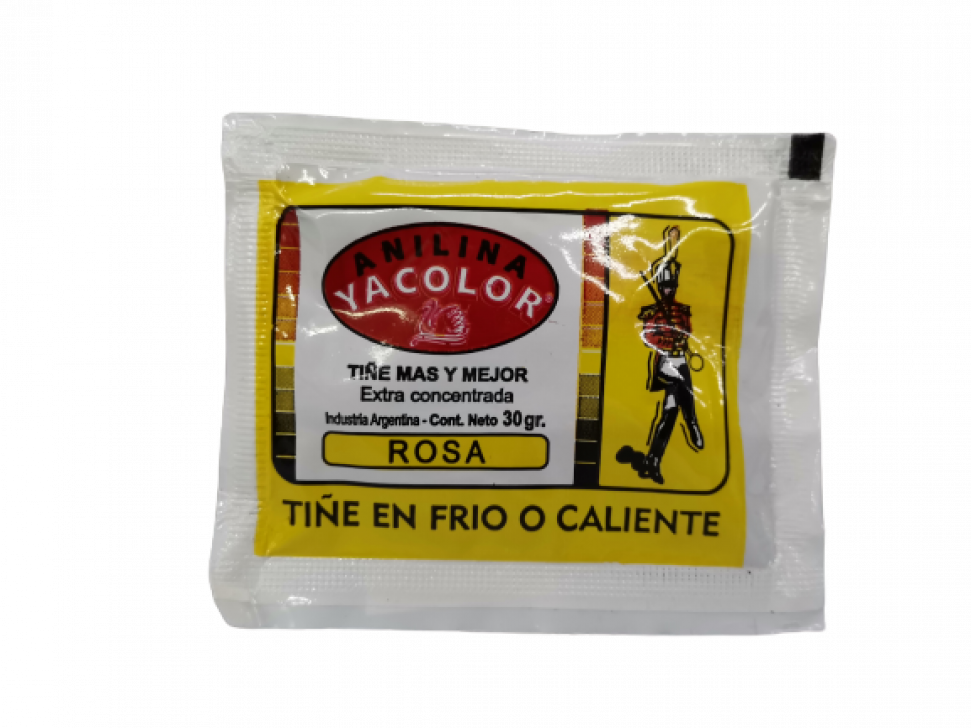 ANILINA
YACOLOR®
TIÑE MAS Y MEJOR
Extra concentrada
Industria Argentina - Cont. Neto 30 gr.
ROSA
TIÑE EN FRIO O CALIENTE